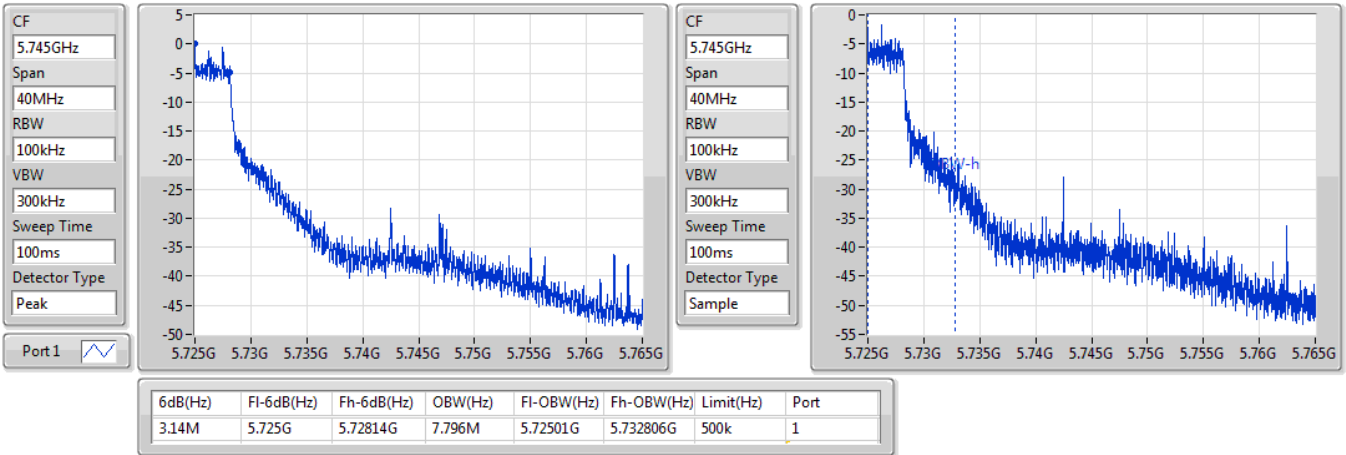 CF
5.745GHz
Span
40MHz
RBW
100kHz
VBW
300kHz
Sweep Time
100ms
Detector Type
Peak
Port 1
5
0
-5
-10
-15
-20
-25
-30
-35
-40
-45
-50
5.725G 5.73G 5.735G 5.74G 5.745G 5.75G 5.755G 5.76G 5.765G
CF
5.745GHz
Span
40MHz
RBW
100kHz
VBW
300kHz
Sweep Time
100ms
Detector Type
Sample
0
-5
-10
-15
-20
-25
-30
-35
-40
-45
-50
-55
5.725G 5.73G 5.735G 5.74G 5.745G 5.75G 5.755G 5.76G 5.765G
6dB(Hz) Fl-6dB(Hz) Fh-6dB(Hz) OBW(Hz) Fl-OBW(Hz) Fh-OBW(Hz) Limit(Hz) Port
3.14M 5.725G 5.72814G 7.796M 5.72501G 5.732806G 500k 1